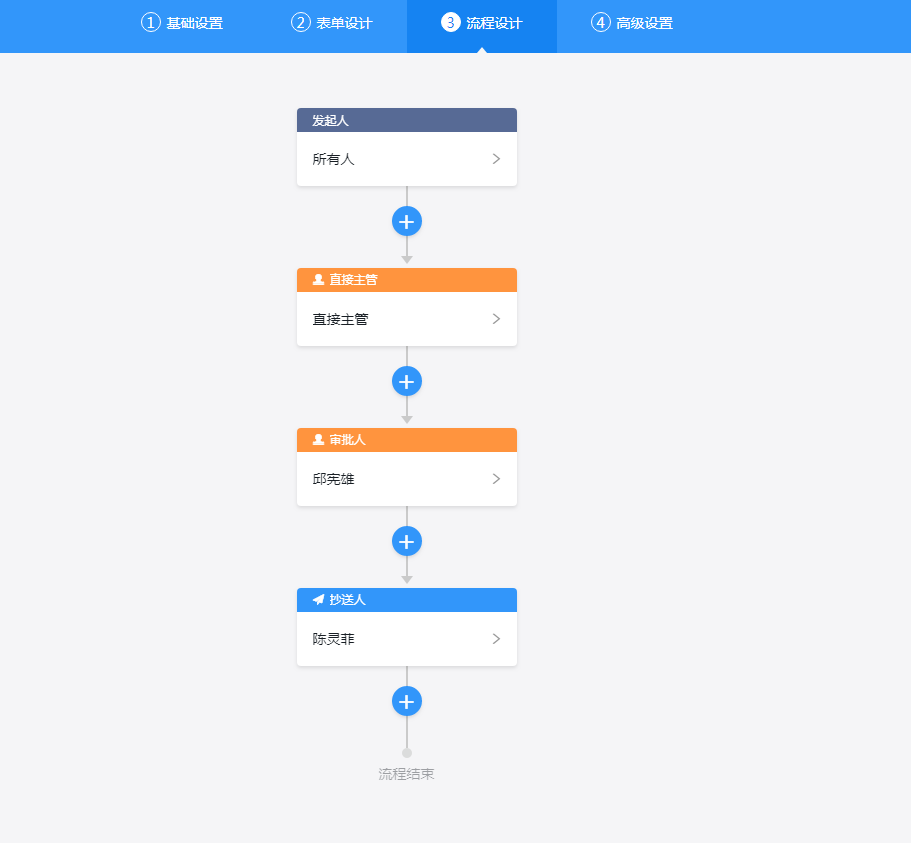 ① 基础设置 ② 表单设计 ③ 流程设计 ④ 高级设置
发起人
所有人
直接主管
直接主管
审批人
邱宪雄
抄送人
陈灵菲
流程结束